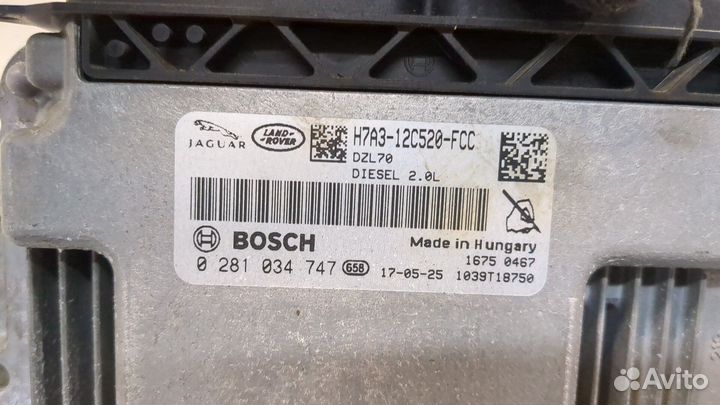 JAGUAR
LAND-
ROVER
H7A3-12C520-FCC
DZL70
DIESEL 2.0L
BOSCH
Made in Hungary
1675 0467
0 281 034 747 658 17-05-25 1039T18750
Avito